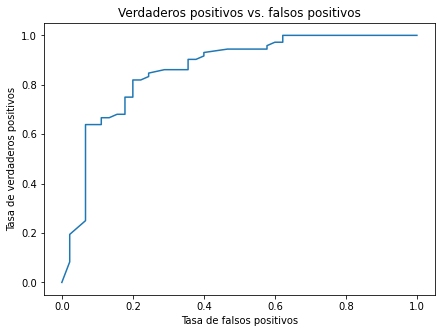 Verdaderos positivos vs. falsos positivos
1.0
0.8
0.6
0.4
0.2
0.0
Tasa de verdaderos positivos
0.0 0.2 0.4 0.6 0.8 1.0
Tasa de falsos positivos